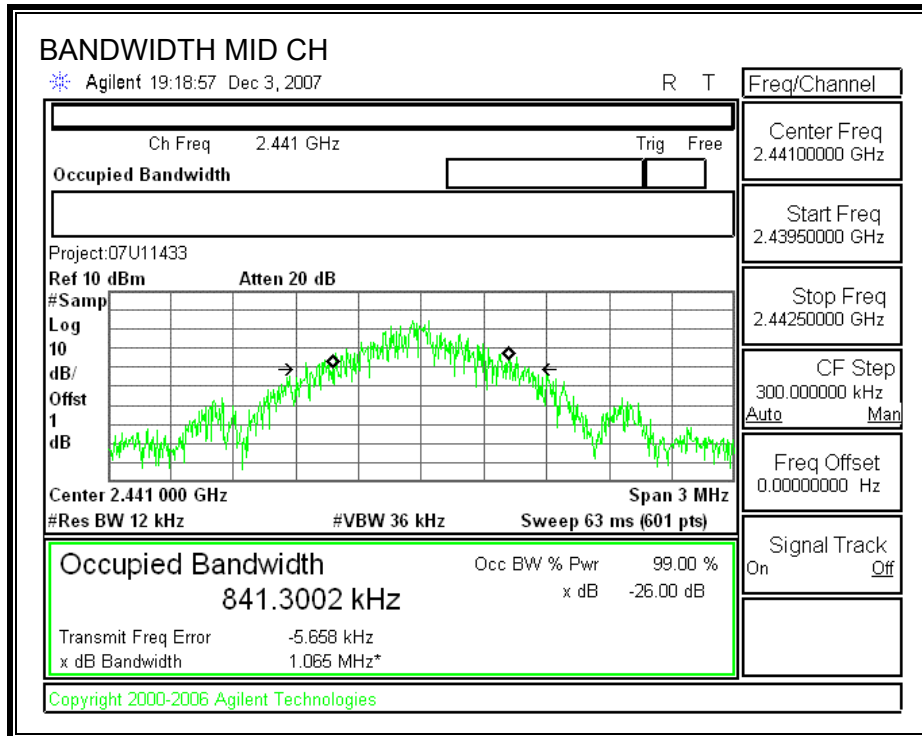 BANDWIDTH MID CH
Agilent 19:18:57 Dec 3, 2007 R T
Ch Freq 2.441 GHz Trig Free
Occupied Bandwidth
Project:07U11433
Ref 10 dBm Atten 20 dB
#Samp
Log
10
dB/
Offst
1
dB
Center 2.441 000 GHz Span 3 MHz
#Res BW 12 kHz #VBW 36 kHz Sweep 63 ms (601 pts)
Occupied Bandwidth Occ BW % Pwr 99.00 %
841.3002 kHz x dB -26.00 dB
Transmit Freq Error -5.658 kHz
x dB Bandwidth 1.065 MHz*
Copyright 2000-2006 Agilent Technologies
Freq/Channel
Center Freq
2.44100000 GHz
Start Freq
2.43950000 GHz
Stop Freq
2.44250000 GHz
CF Step
300.000000 kHz
Auto Man
Freq Offset
0.00000000 Hz
Signal Track
On Off